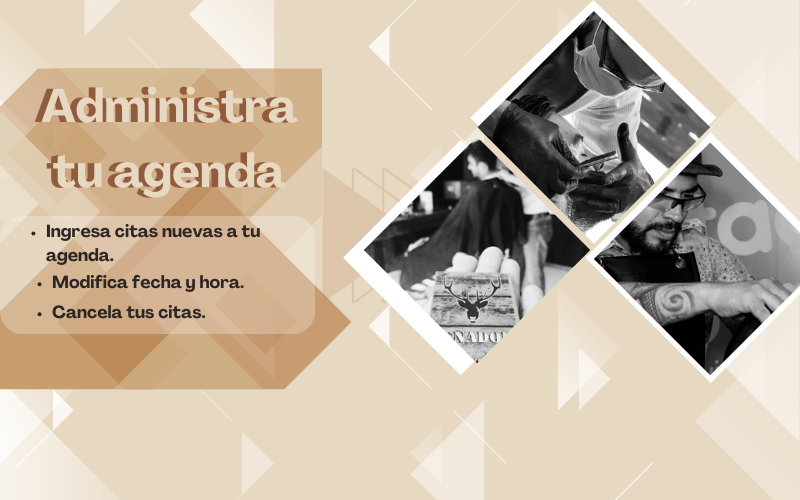 Administra
tu agenda
• Ingresa citas nuevas a tu
agenda.
• Modifica fecha y hora.
• Cancela tus citas.